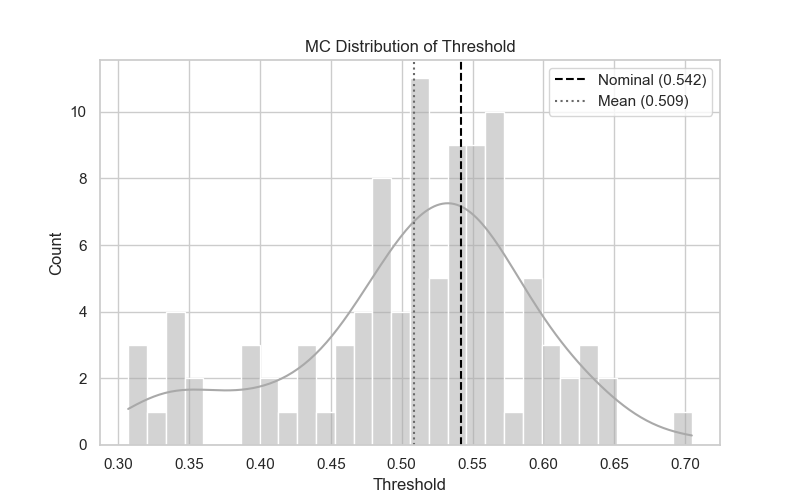 MC Distribution of Threshold
Nominal (0.542)
Mean (0.509)
Count
10
8
6
4
2
0
0.30 0.35 0.40 0.45 0.50 0.55 0.60 0.65 0.70
Threshold